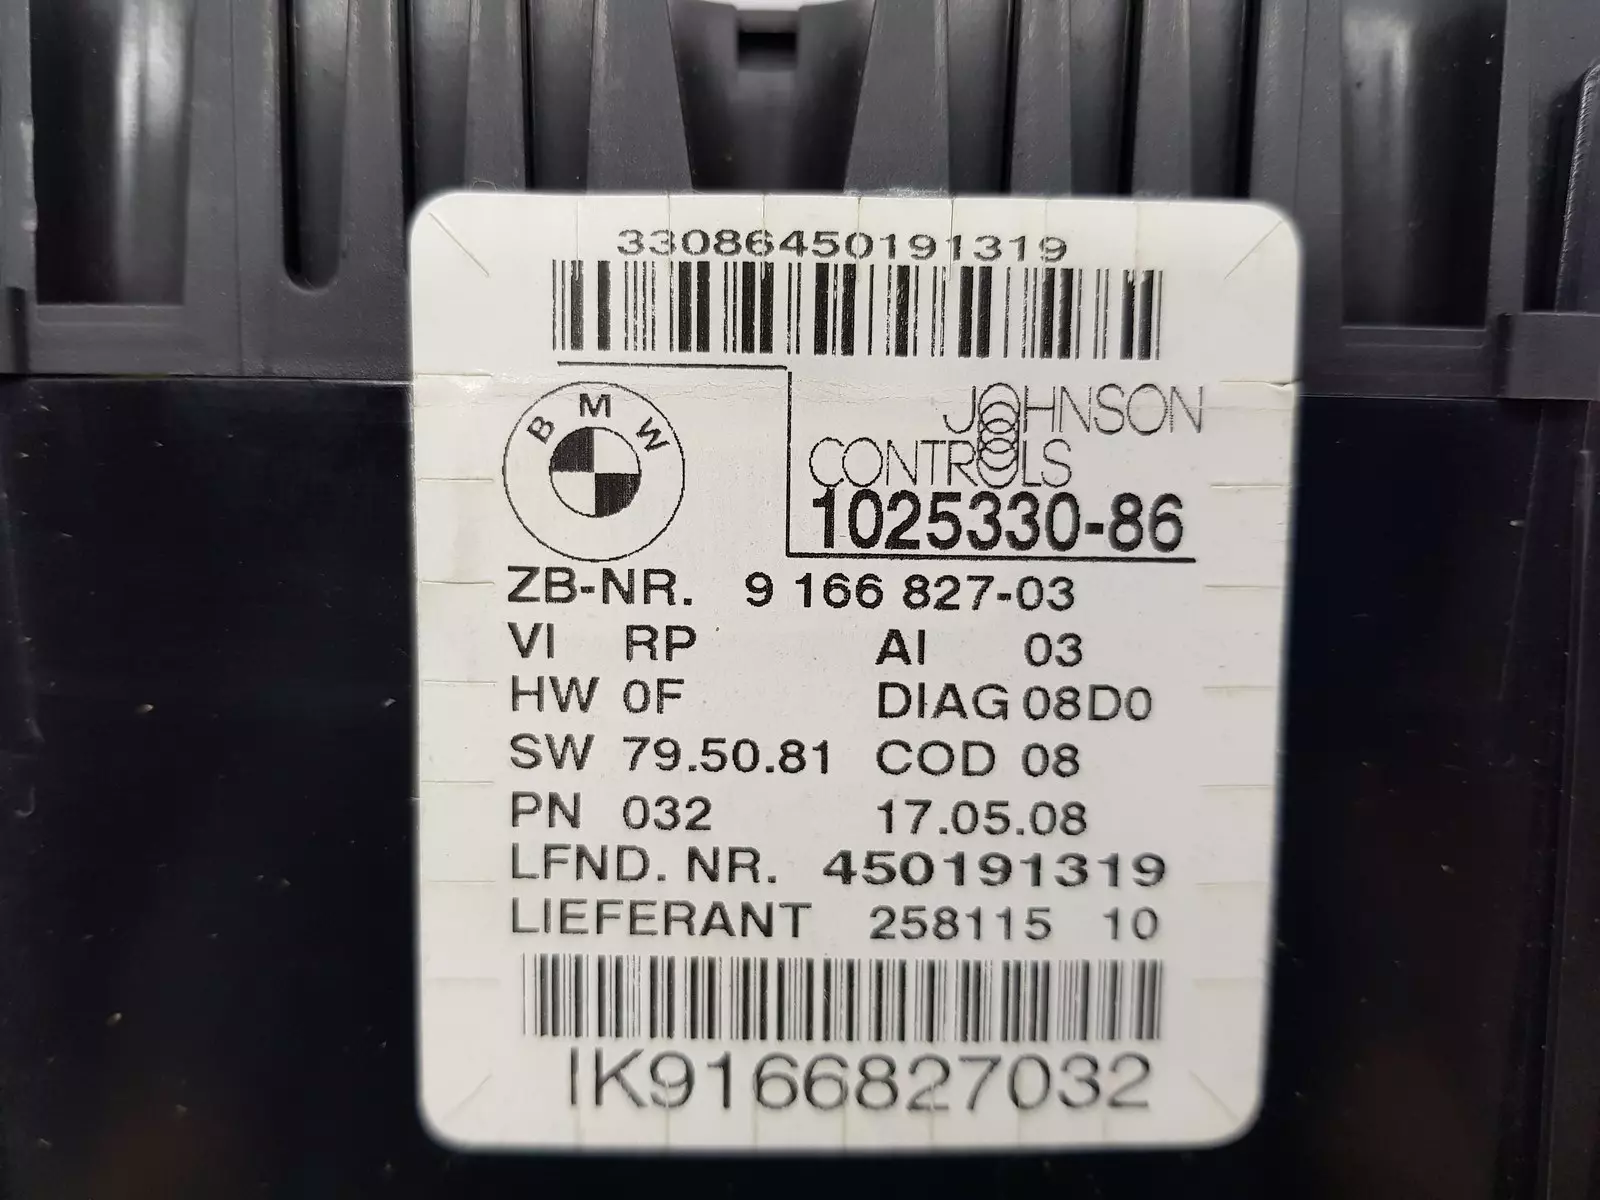 33086450191319
BMW
JOHNSON
CONTROLS
1025330-86
ZB-NR. 9 166 827-03
VI RP AI 03
HW 0F DIAG 08D0
SW 79.50.81 COD 08
PN 032 17.05.08
LFND. NR. 450191319
LIEFERANT 258115 10
IK9166827032